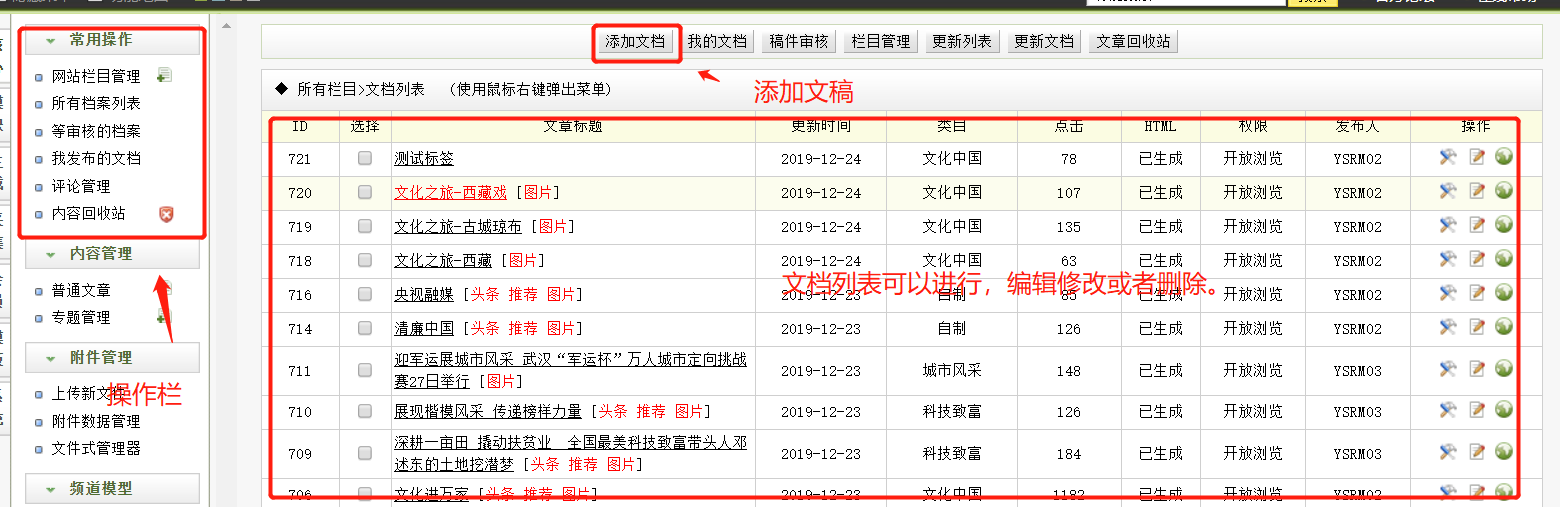 常用操作
网站栏目管理
所有档案列表
等审核的档案
我发布的文档
评论管理
内容回收站
内容管理
普通文章
专题管理
附件管理
上传新文件
操作栏
附件数据管理
文件式管理器
频道模型
添加文档 我的文档 稿件审核 栏目管理 更新列表 更新文档 文章回收站
◆ 所有栏目>文档列表 （使用鼠标右键弹出菜单）
添加文稿
ID 选择 文章标题 更新时间 类目 点击 HTML 权限 发布人 操作
721 测试标签 2019-12-24 文化中国 78 已生成 开放浏览 YSRM02
720 文化之旅-西藏戏 [图片] 2019-12-24 文化中国 107 已生成 开放浏览 YSRM02
719 文化之旅-古城琼布 [图片] 2019-12-24 文化中国 135 已生成 开放浏览 YSRM02
718 文化之旅-西藏 [图片] 2019-12-24 文化中国 63 已生成 开放浏览 YSRM02
文档列表可以进行，编辑修改或者删除。
716 央视融媒 [头条 推荐 图片] 2019-12-23 自制 85 已生成 开放浏览 YSRM02
714 清廉中国 [头条 推荐 图片] 2019-12-23 自制 126 已生成 开放浏览 YSRM02
711 迎军运展城市风采 武汉“军运杯”万人城市定向挑战
赛27日举行 [图片] 2019-12-23 城市风采 148 已生成 开放浏览 YSRM03
710 展现楷模风采 传递榜样力量 [头条 推荐 图片] 2019-12-23 科技致富 126 已生成 开放浏览 YSRM03
709 深耕一亩田 撬动扶贫业 全国最美科技致富带头人邓
述东的土地挖潜梦 [头条 推荐 图片] 2019-12-23 科技致富 184 已生成 开放浏览 YSRM03
706 文化进万家 [头条 推荐 图片] 2019-12-23 文化中国 1182 已生成 开放浏览 YSRM02